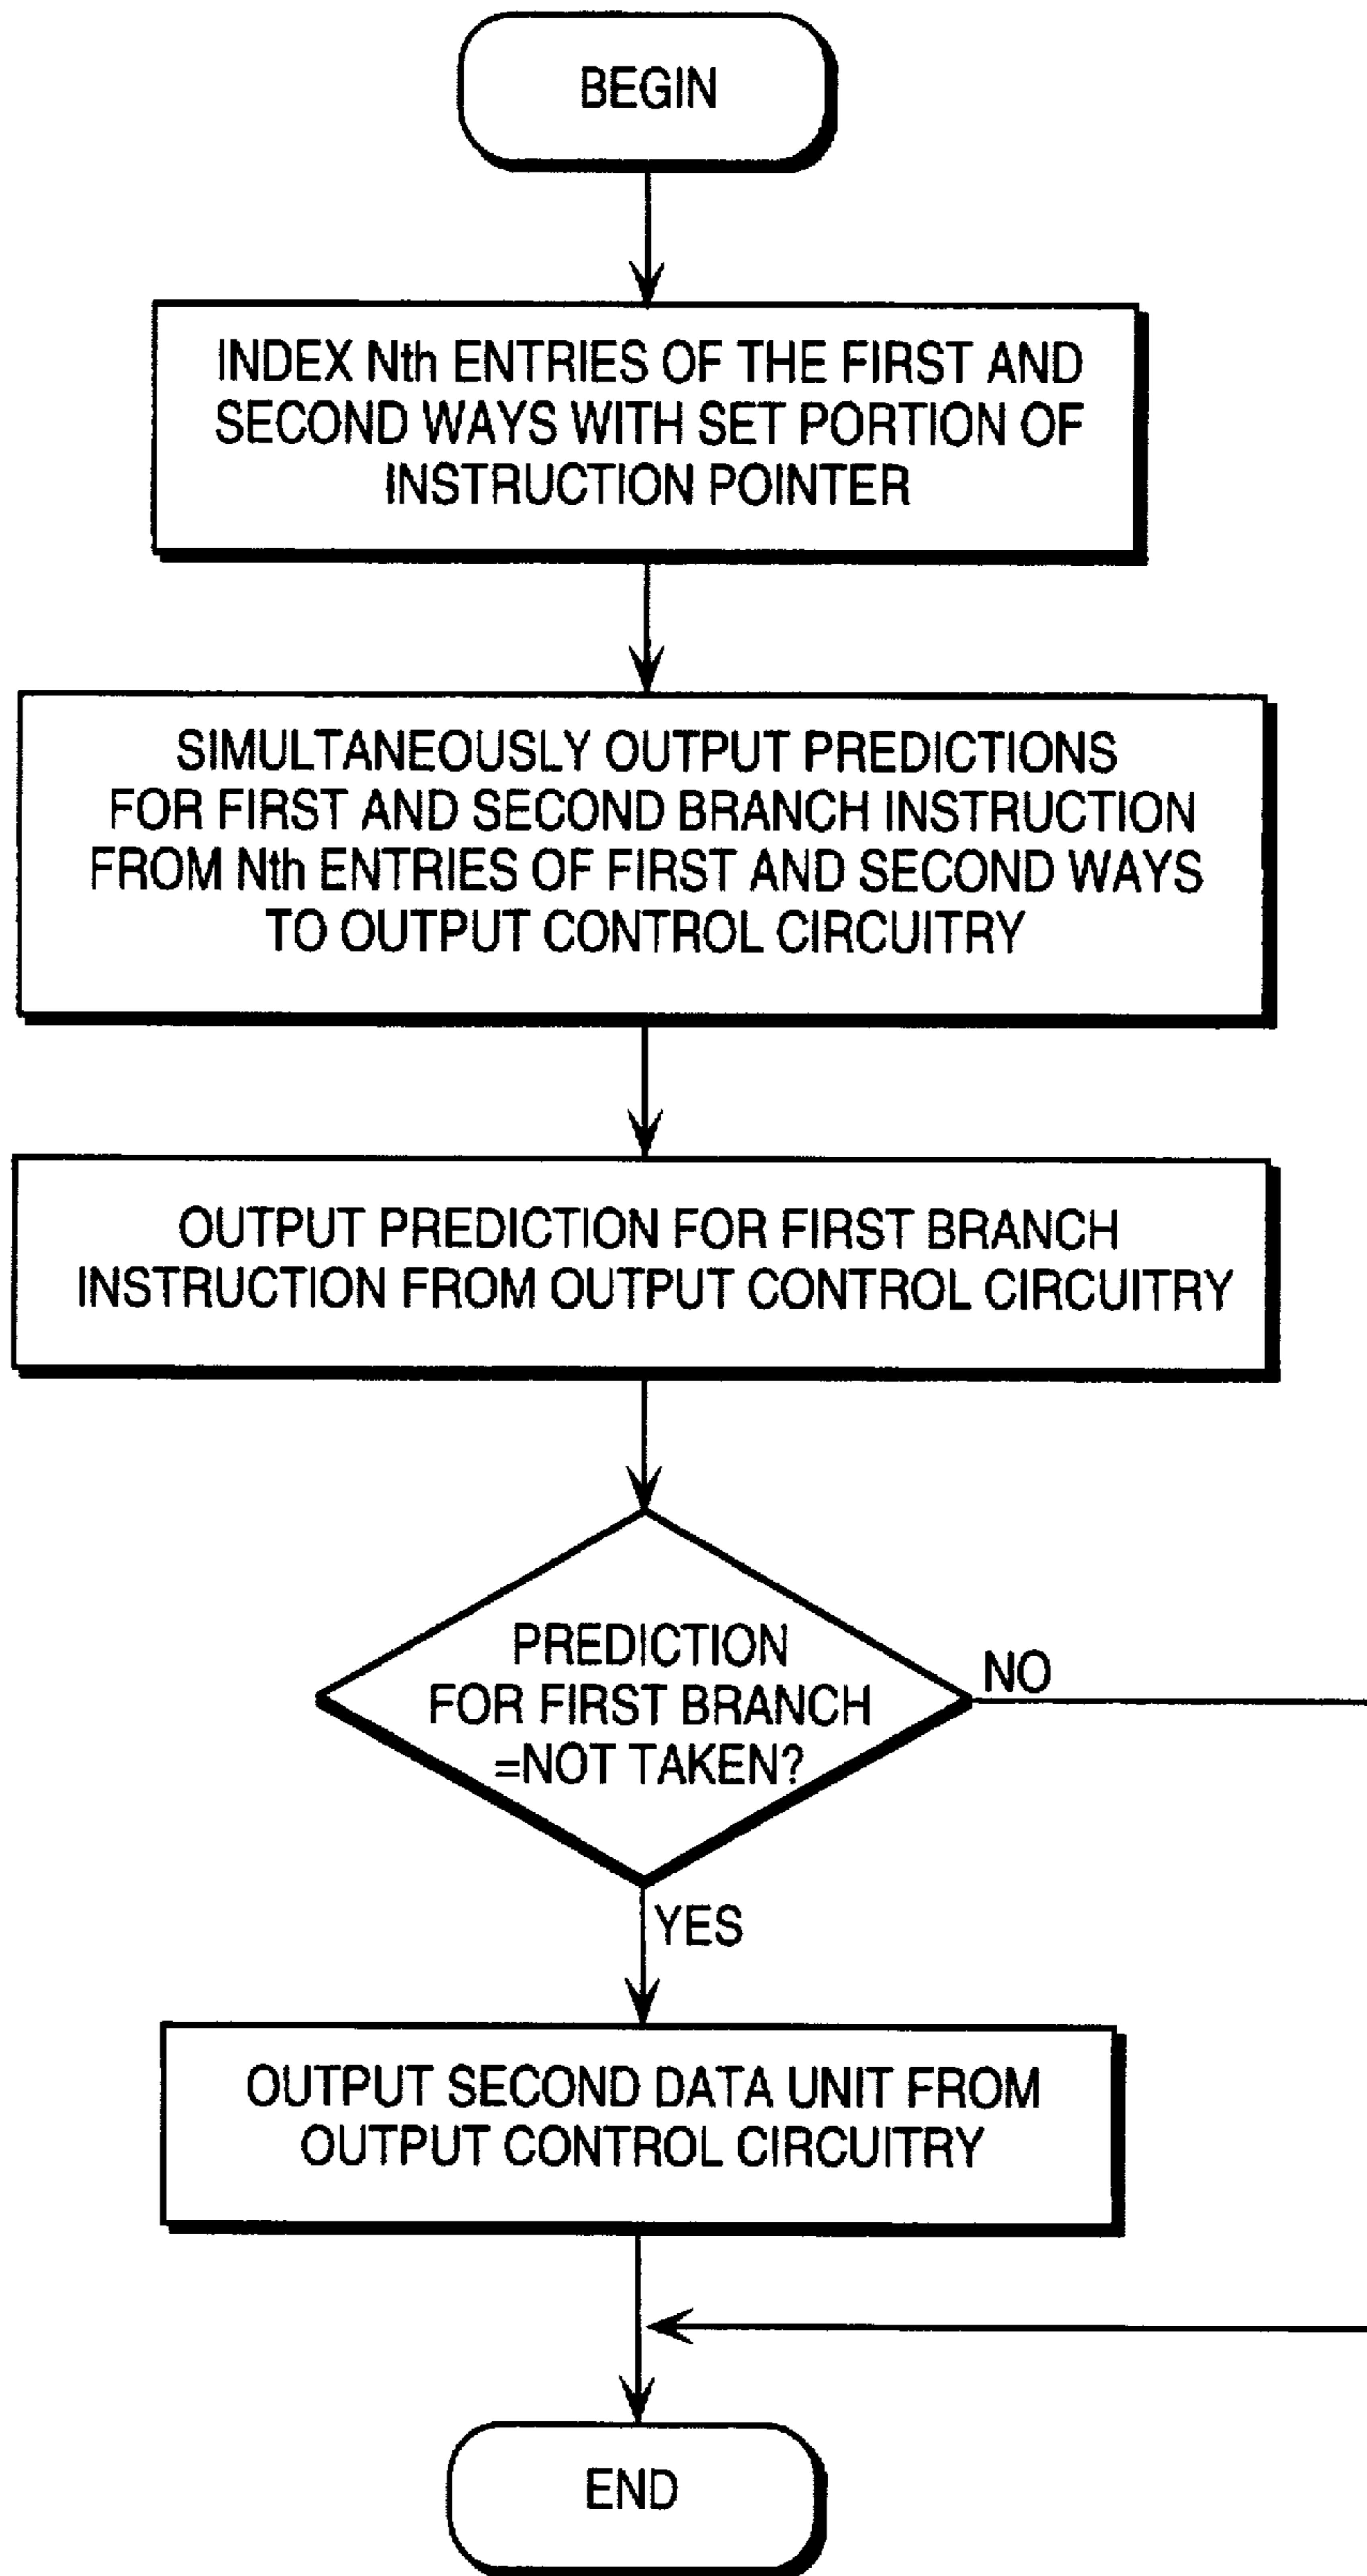 BEGIN
INDEX Nth ENTRIES OF THE FIRST AND
SECOND WAYS WITH SET PORTION OF
INSTRUCTION POINTER
SIMULTANEOUSLY OUTPUT PREDICTIONS
FOR FIRST AND SECOND BRANCH INSTRUCTION
FROM Nth ENTRIES OF FIRST AND SECOND WAYS
TO OUTPUT CONTROL CIRCUITRY
OUTPUT PREDICTION FOR FIRST BRANCH
INSTRUCTION FROM OUTPUT CONTROL CIRCUITRY
PREDICTION
FOR FIRST BRANCH
=NOT TAKEN?
NO
YES
OUTPUT SECOND DATA UNIT FROM
OUTPUT CONTROL CIRCUITRY
END